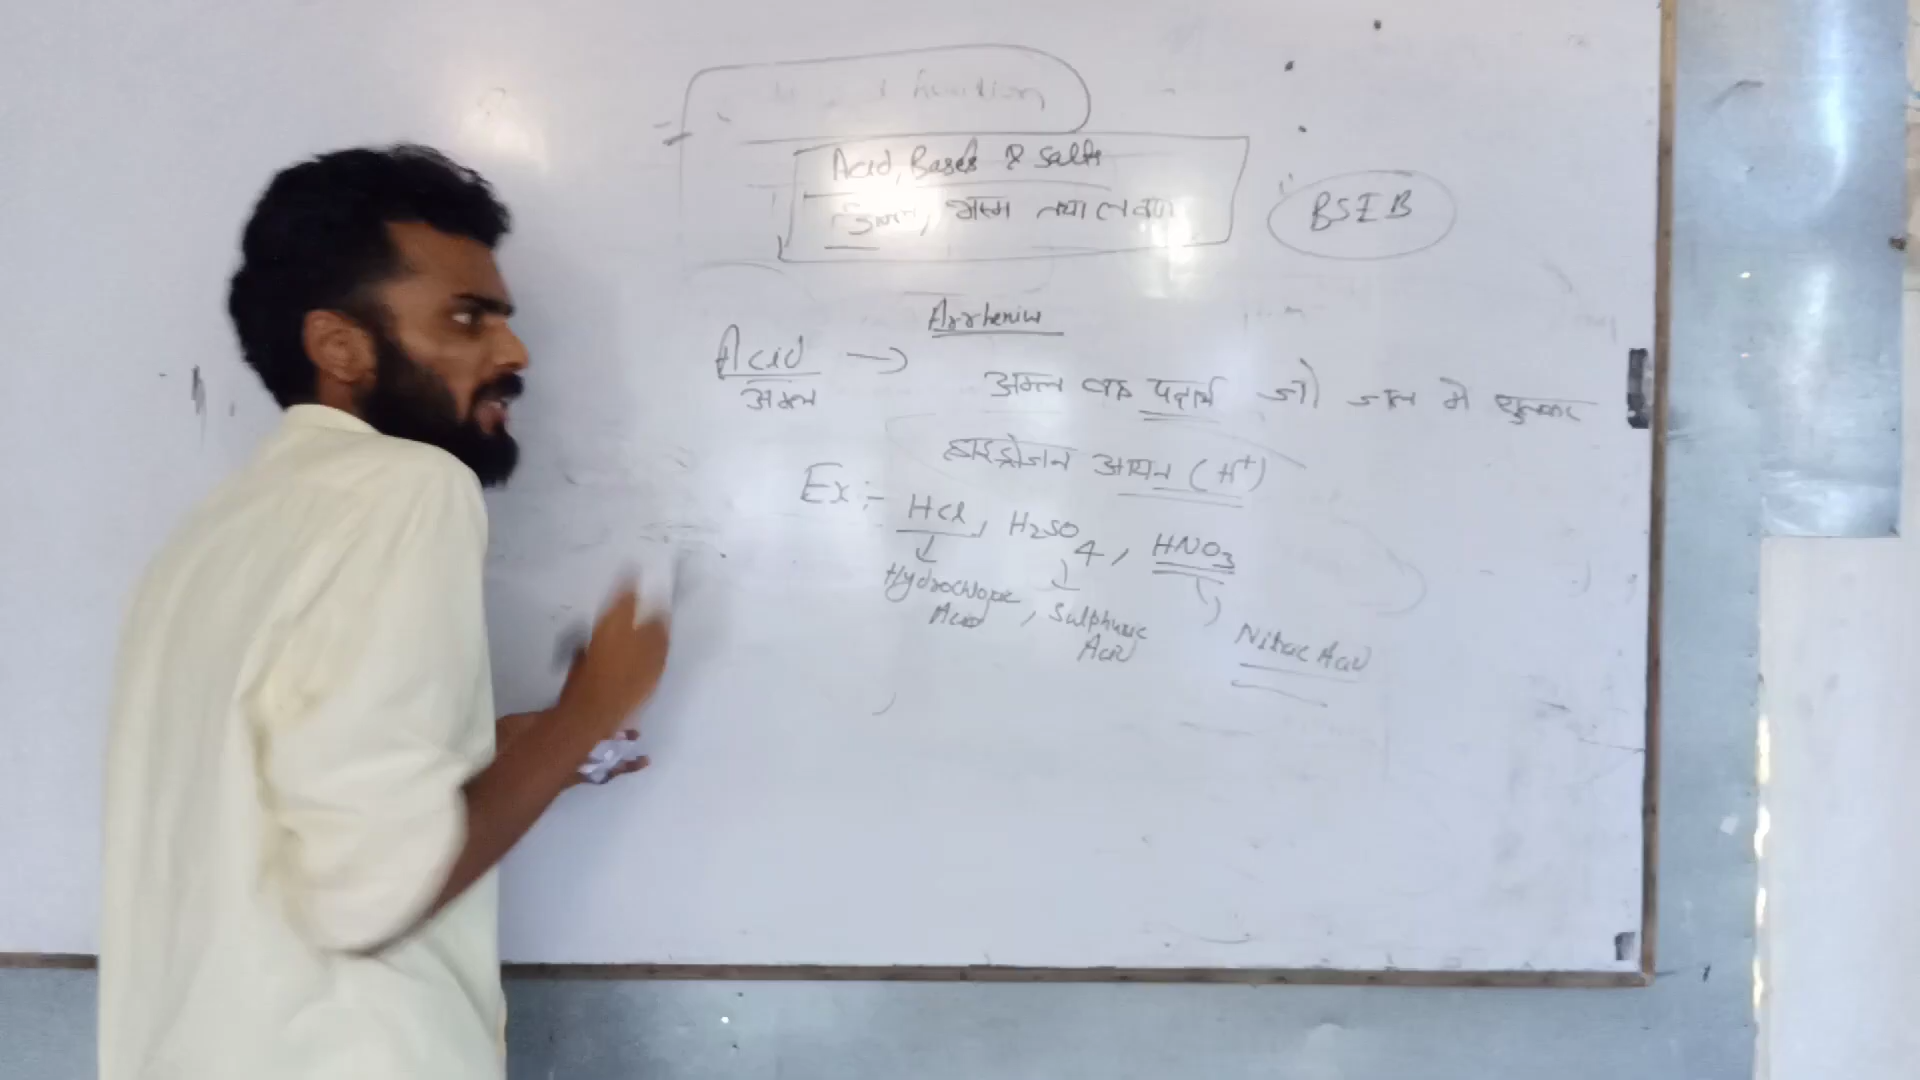 Acid, Bases & Salts
अम्ल, भस्म तथा लवण
BSEB
Arrhenius
Acid →
अम्ल
अम्ल वह पदार्थ जो जल में घुलकर
हाइड्रोजन आयन (H+)
Ex:- HCl, H2SO4, HNO3
Hydrochloric Acid, Sulphuric Acid
Nitric Acid